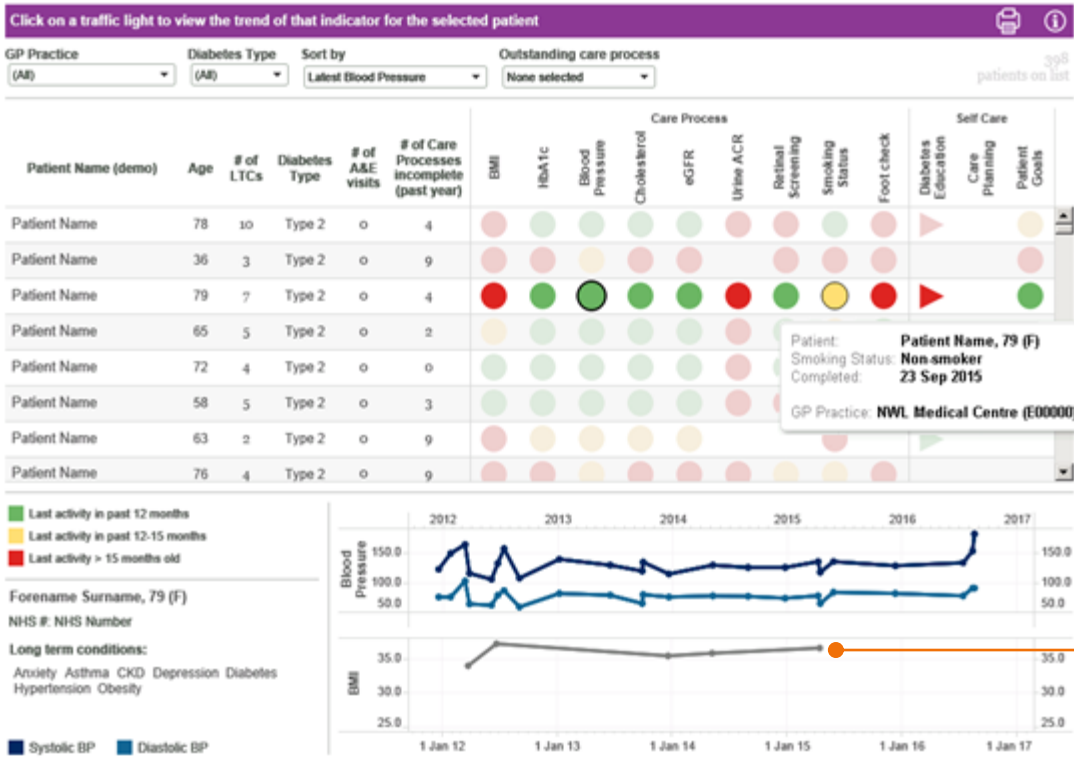 Click on a traffic light to view the trend of that indicator for the selected patient
GP Practice Diabetes Type Sort by Outstanding care process
(All) (All) Latest Blood Pressure None selected
398
patients on list
Care Process Self Care
Patient Name (demo) Age # of LTCs Diabetes Type # of A&E visits # of Care Processes incomplete (past year) BMI HbA1c Blood Pressure Cholesterol eGFR Urine ACR Retinal Screening Smoking Status Foot check Diabetes Education Care Planning Patient Goals
Patient Name 78 10 Type 2 0 4
Patient Name 36 3 Type 2 0 9
Patient Name 79 7 Type 2 0 4
Patient Name 65 5 Type 2 0 2
Patient Name 72 4 Type 2 0 0
Patient Name 58 5 Type 2 0 3
Patient Name 63 2 Type 2 0 9
Patient Name 76 4 Type 2 0 9
Patient: Patient Name, 79 (F)
Smoking Status: Non-smoker
Completed: 23 Sep 2015
GP Practice: NWL Medical Centre (E00000)
Last activity in past 12 months
Last activity in past 12-15 months
Last activity > 15 months old
Forename Surname, 79 (F)
NHS #: NHS Number
Long term conditions:
Anxiety Asthma CKD Depression Diabetes
Hypertension Obesity
Systolic BP Diastolic BP
2012 2013 2014 2015 2016 2017
Blood Pressure
150.0 150.0
100.0 100.0
50.0 50.0
BMI
35.0 35.0
30.0 30.0
25.0 25.0
1 Jan 12 1 Jan 13 1 Jan 14 1 Jan 15 1 Jan 16 1 Jan 17